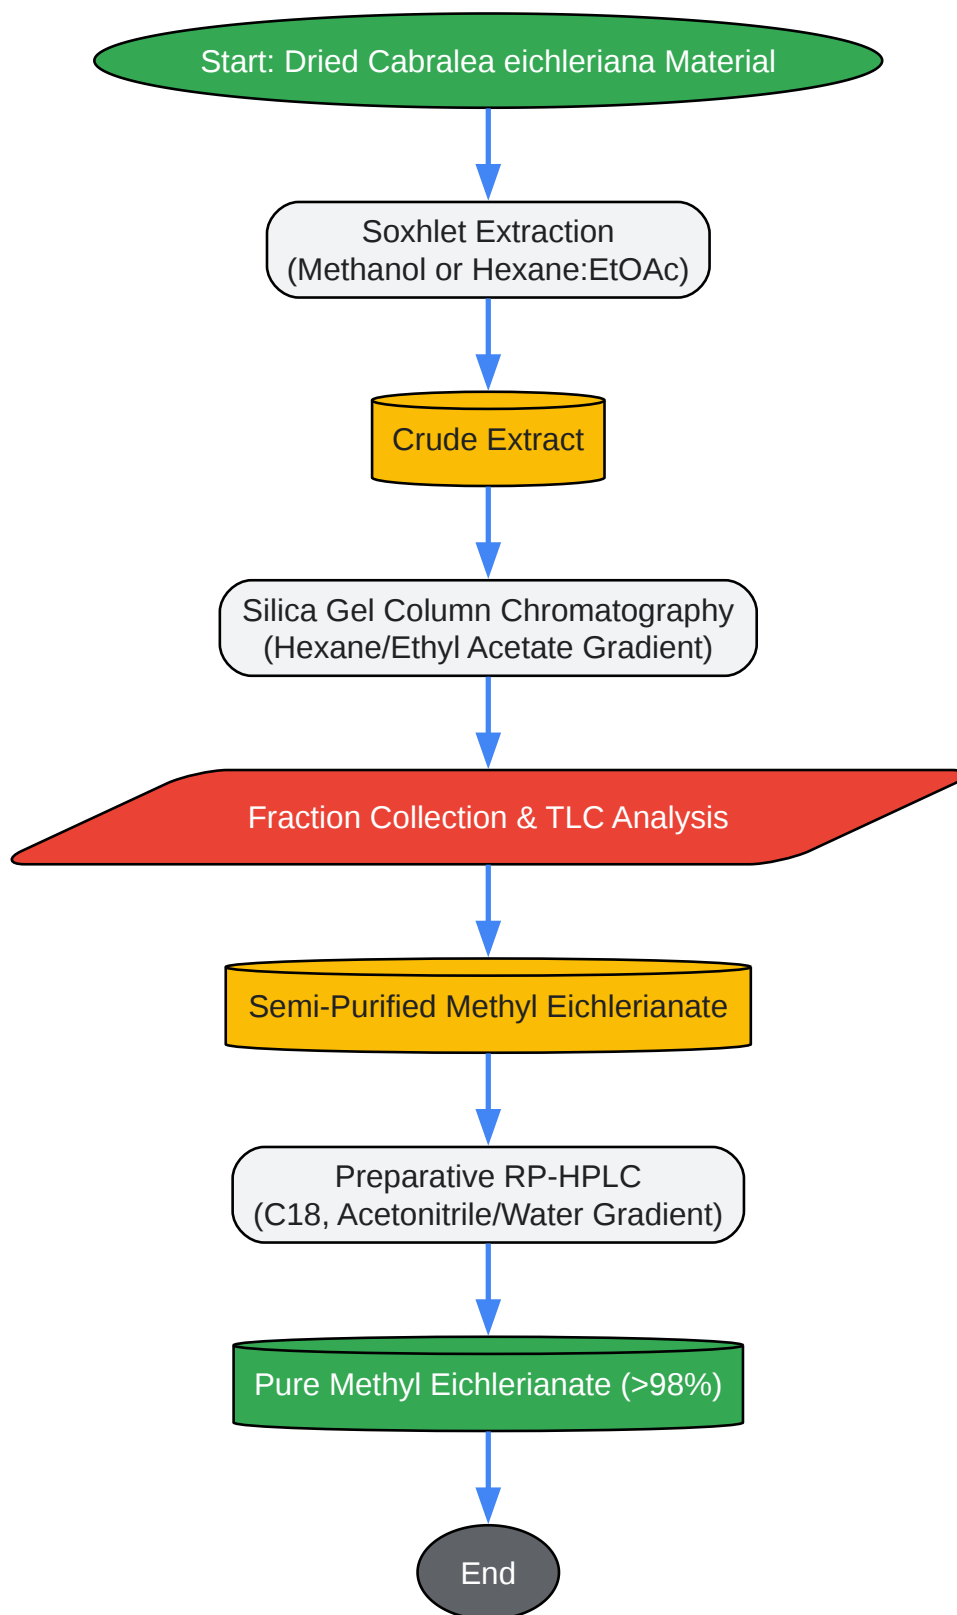 Start: Dried Cabralea eichleriana Material
Soxhlet Extraction
(Methanol or Hexane:EtOAc)
Crude Extract
Silica Gel Column Chromatography
(Hexane/Ethyl Acetate Gradient)
Fraction Collection & TLC Analysis
Semi-Purified Methyl Eichlerianate
Preparative RP-HPLC
(C18, Acetonitrile/Water Gradient)
Pure Methyl Eichlerianate (>98%)
End